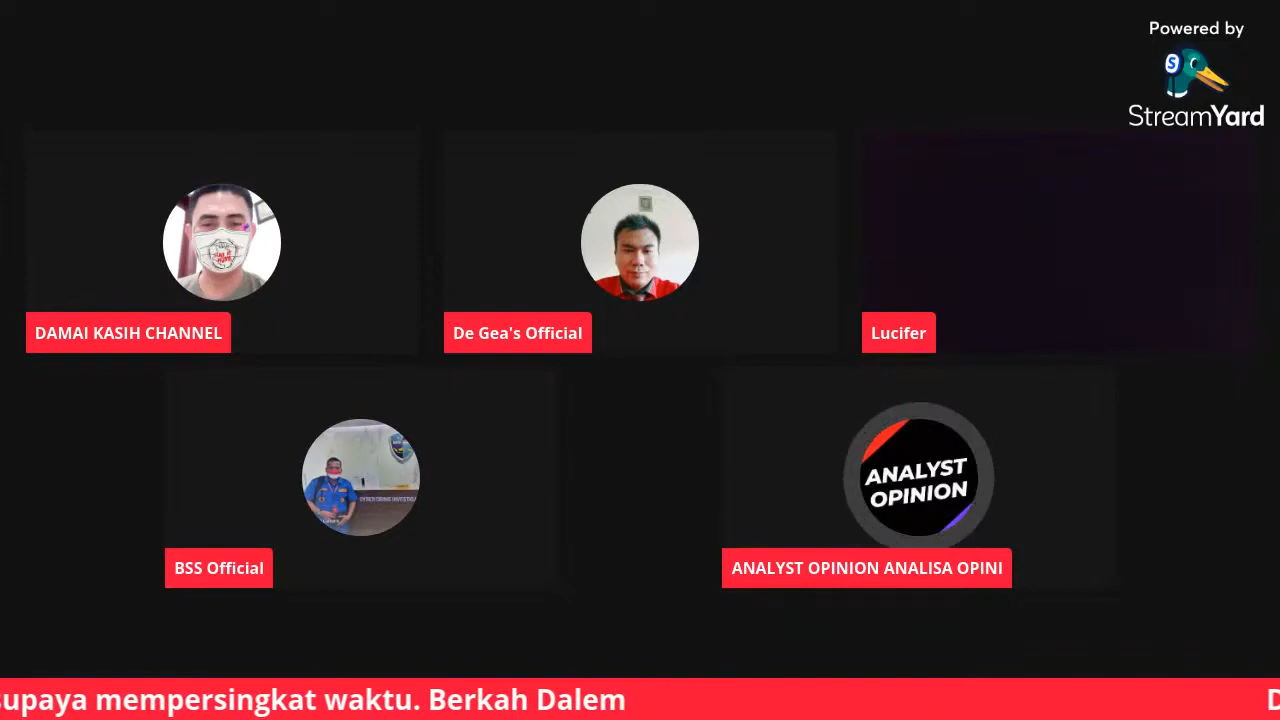 Powered by
S
StreamYard
DAMAI KASIH CHANNEL
De Gea's Official
Lucifer
BSS Official
ANALYST
OPINION
ANALYST OPINION ANALISA OPINI
supaya mempersingkat waktu. Berkah Dalem